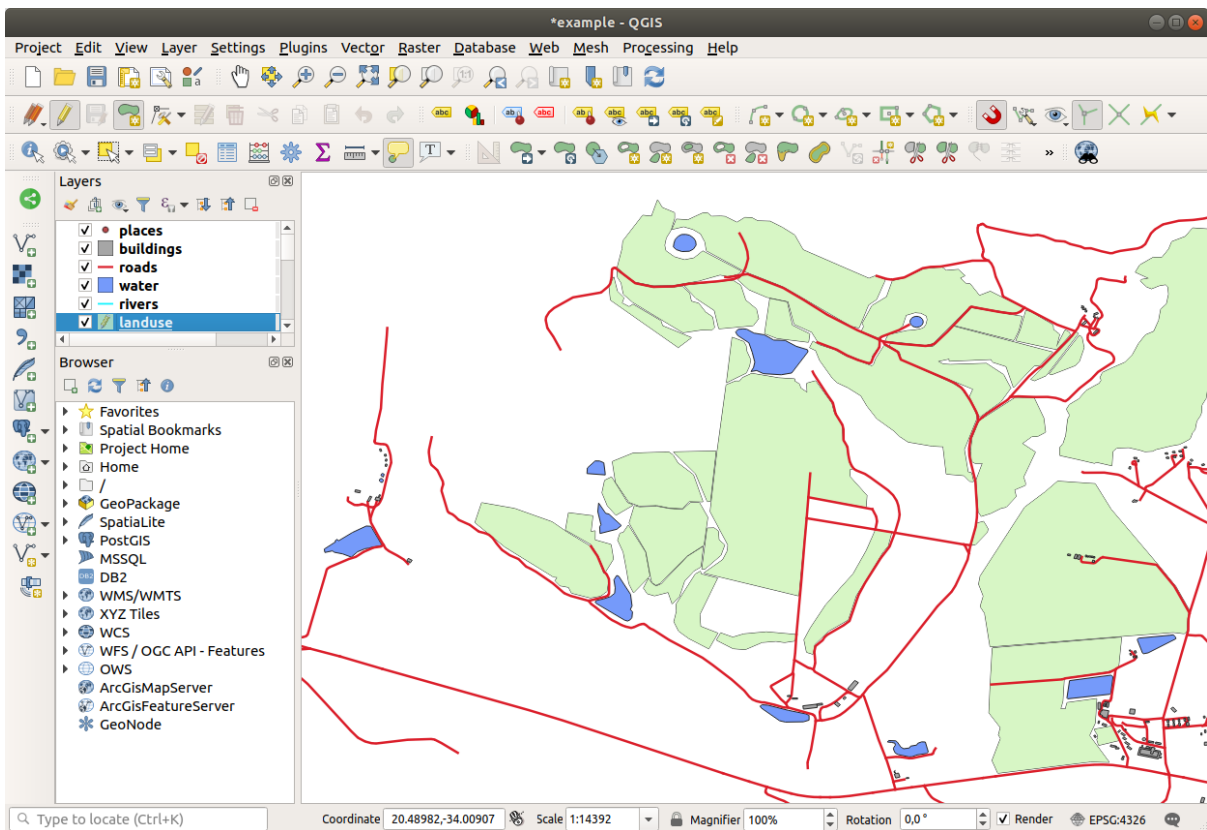 *example - QGIS
Project Edit View Layer Settings Plugins Vector Raster Database Web Mesh Processing Help
Layers
places
buildings
roads
water
rivers
landuse
Browser
Favorites
Spatial Bookmarks
Project Home
Home
/
GeoPackage
SpatiaLite
PostGIS
MSSQL
DB2
WMS/WMTS
XYZ Tiles
WCS
WFS / OGC API - Features
OWS
ArcGisMapServer
ArcGisFeatureServer
GeoNode
Type to locate (Ctrl+K) Coordinate 20.48982,-34.00907 Scale 1:14392 Magnifier 100% Rotation 0,0 ° Render EPSG:4326